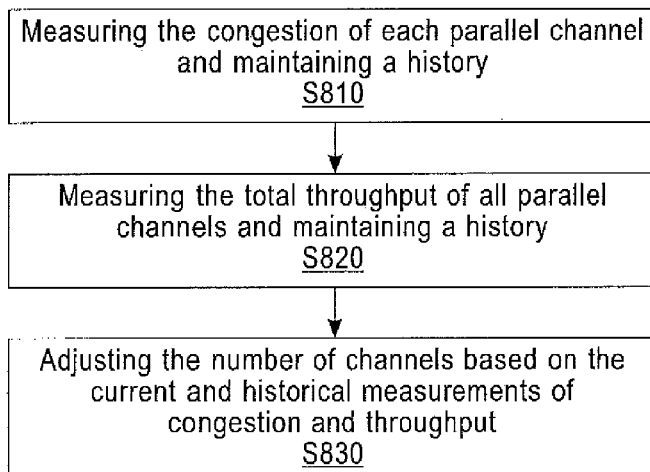 Measuring the congestion of each parallel channel
and maintaining a history
S810
Measuring the total throughput of all parallel
channels and maintaining a history
S820
Adjusting the number of channels based on the
current and historical measurements of
congestion and throughput
S830